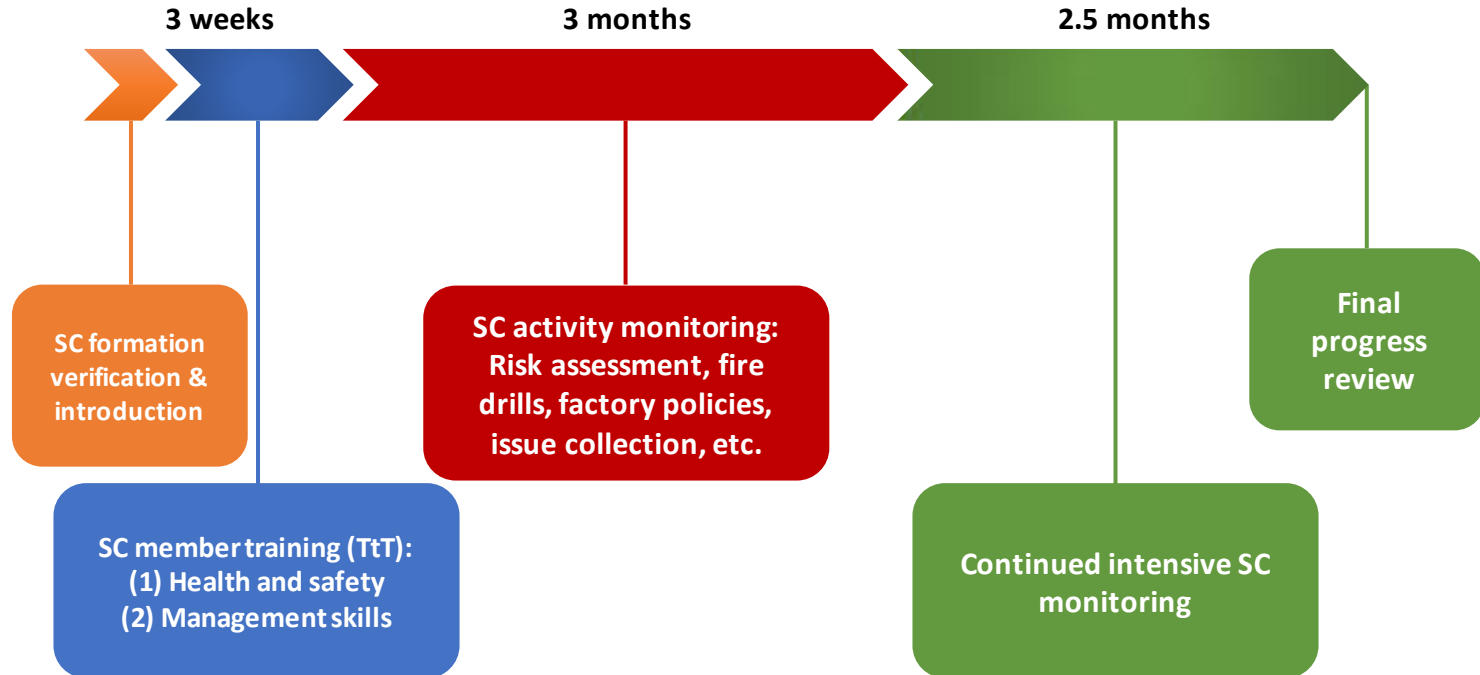 3 weeks
3 months
2.5 months
SC formation
verification &
introduction
SC member training (TtT):
(1) Health and safety
(2) Management skills
SC activity monitoring:
Risk assessment, fire
drills, factory policies,
issue collection, etc.
Continued intensive SC
monitoring
Final
progress
review